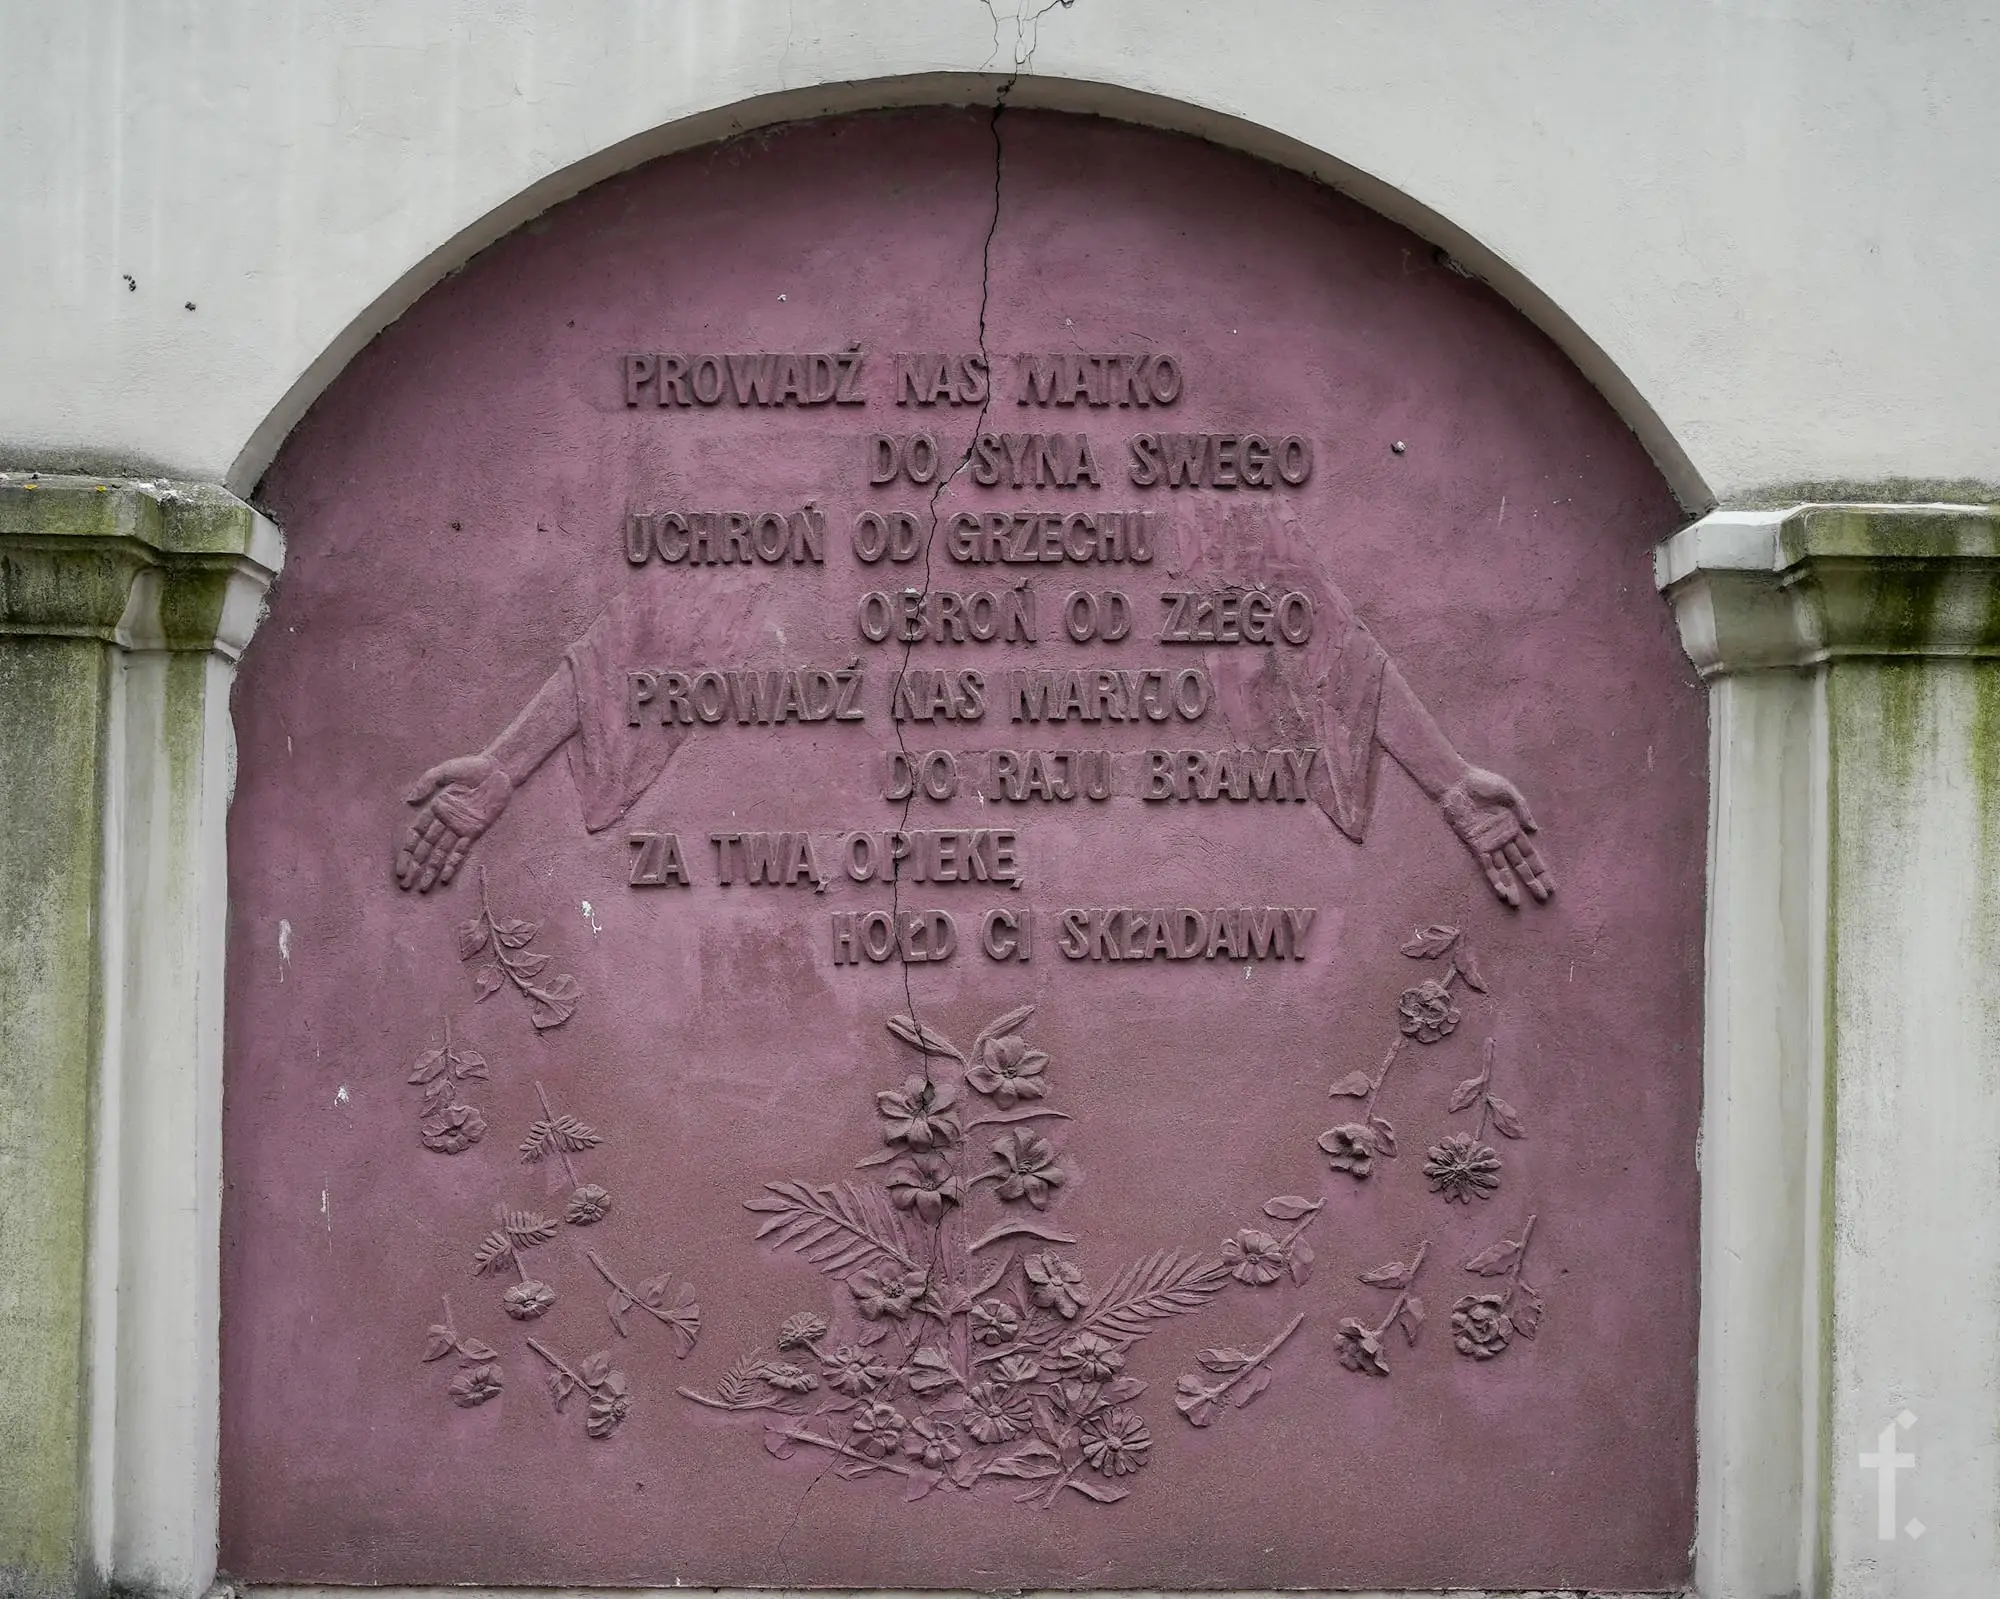 PROWADŹ NAS MATKO
DO SYNA SWEGO
UCHROŃ OD GRZECHU
OBROŃ OD ZŁEGO
PROWADŹ NAS MARYJO
DO RAJU BRAMY
ZA TWĄ OPIEKĘ
HOŁD CI SKŁADAMY
f.